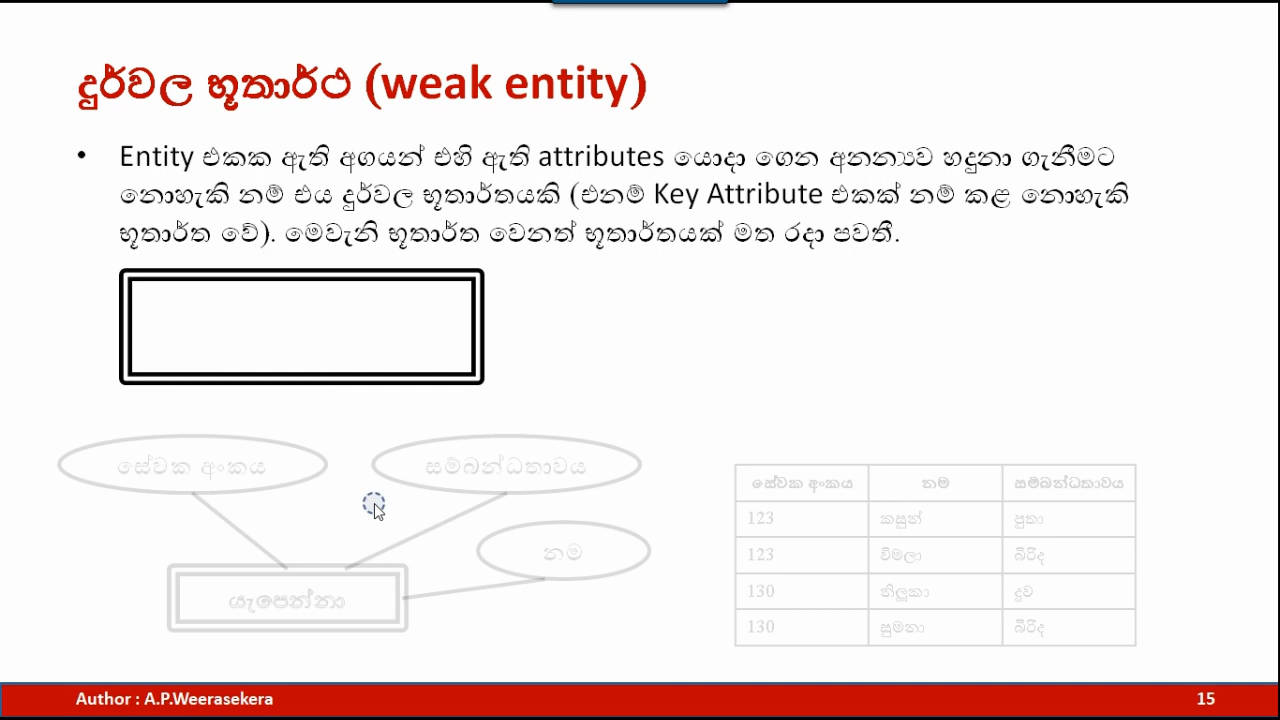 දුර්වල භූතාර්ථ (weak entity)
• Entity එකක ඇති අගයන් එහි ඇති attributes යොදා ගෙන අනන්‍යව හදුනා ගැනීමට
නොහැකි නම් එය දුර්වල භූතාර්තයකි (එනම් Key Attribute එකක් නම් කළ නොහැකි
භූතාර්ත වේ). මෙවැනි භූතාර්ත වෙනත් භූතාර්තයක් මත රදා පවතී.
සේවක අංකය සම්බන්ධතාවය
නම
යැපෙන්නා
සේවක අංකය නම සම්බන්ධතාවය
123 කසුන් පුතා
123 විමලා බිරිද
130 තිලූකා දුව
130 සුමනා බිරිද
Author : A.P.Weerasekera 15